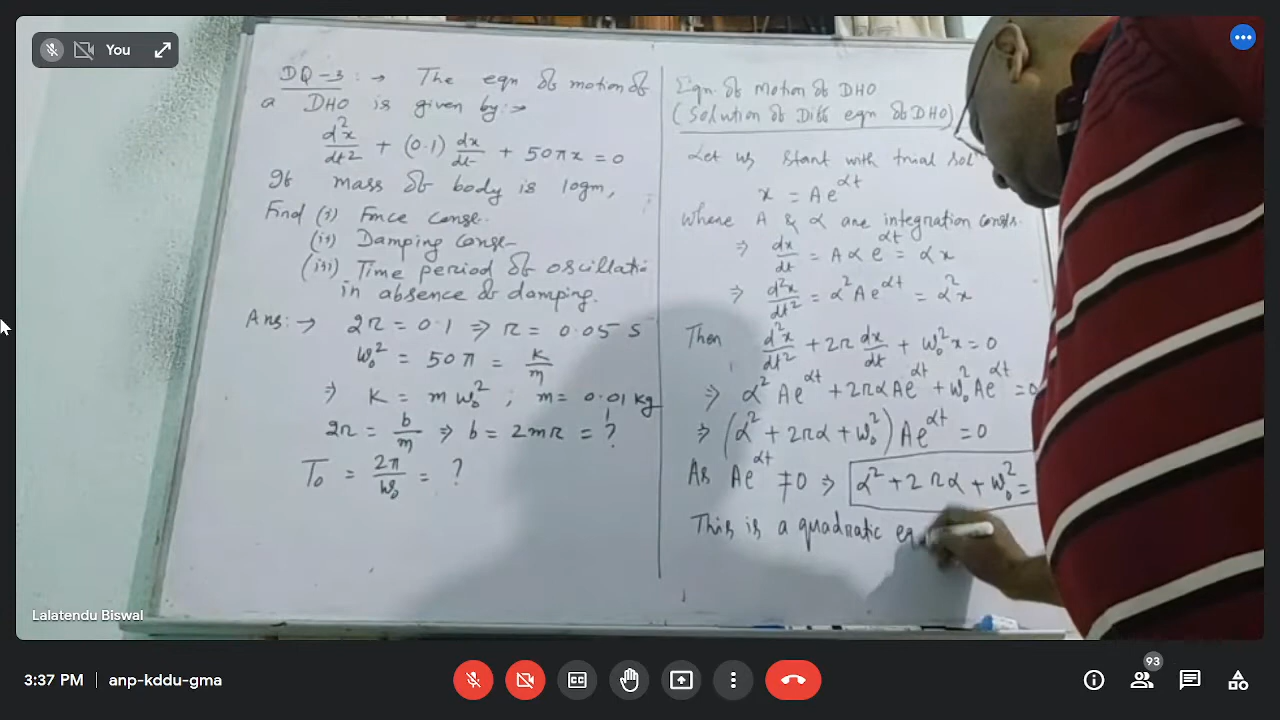 You
DQ-3 : → The eqn of motion of
a DHO is given by :→
d²x/dt² + (0.1) dx/dt + 50πx = 0
If mass of body is 10gm,
Find (i) Force const.
(ii) Damping const
(iii) Time period of oscillatio
in absence of damping.
Ans: → 2r = 0.1 ⇒ r = 0.05 s
ω₀² = 50π = k/m
⇒ K = mω₀² ; m = 0.01 kg
2r = b/m ⇒ b = 2mr = ?
T₀ = 2π/ω₀ = ?
Eqn of Motion of DHO
(Solution of Diff eqn of DHO)
Let us start with trial sol
x = Ae^αt
where A & α are integration consts.
⇒ dx/dt = Aαe^αt = αx
⇒ d²x/dt² = α²Ae^αt = α²x
Then d²x/dt² + 2r dx/dt + ω₀²x = 0
⇒ α²Ae^αt + 2rαAe^αt + ω₀²Ae^αt = 0
⇒ (α² + 2rα + ω₀²)Ae^αt = 0
As Ae^αt ≠ 0 ⇒ α² + 2rα + ω₀² =
This is a quadratic eq
Lalatendu Biswal
3:37 PM | anp-kddu-gma
93